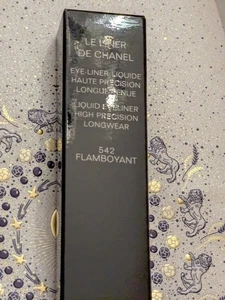 LE LINER
DE CHANEL
EYE-LINER LIQUIDE
HAUTE PRÉCISION
LONGUE TENUE
LIQUID EYELINER
HIGH PRECISION
LONGWEAR
542
FLAMBOYANT